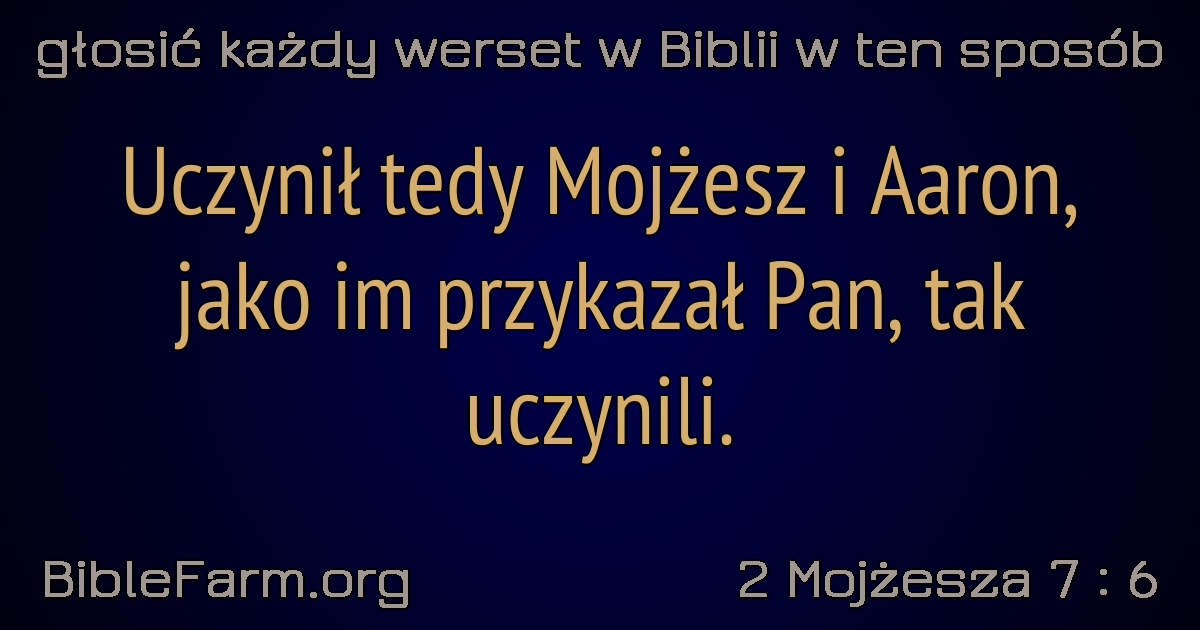 głosić każdy werset w Biblii w ten sposób
Uczynił tedy Mojżesz i Aaron,
jako im przykazał Pan, tak
uczynili.
BibleFarm.org
2 Mojżesza 7 : 6